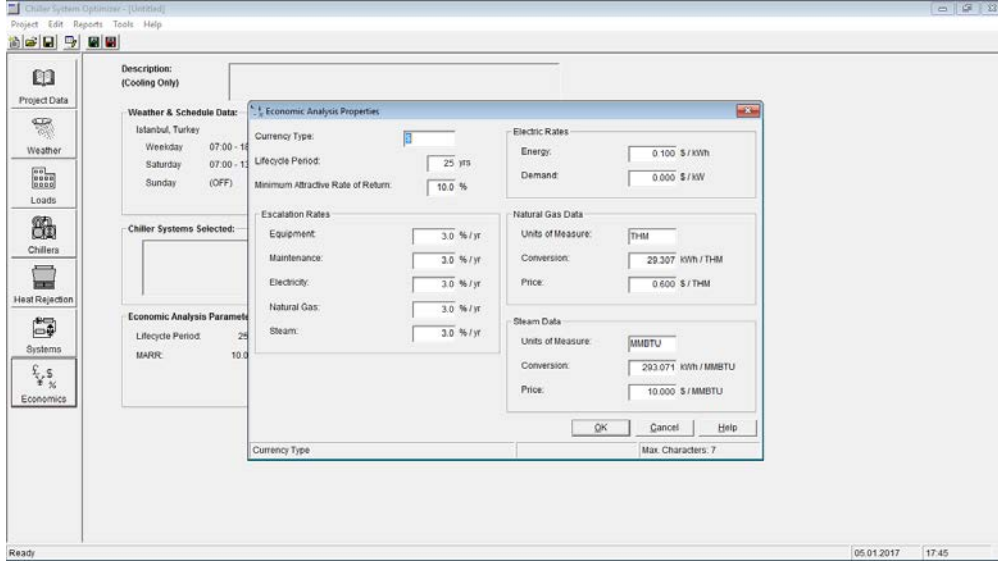 Chiller System Optimizer - [Untitled]
Project Edit Reports Tools Help
Project Data
Weather
Loads
Chillers
Heat Rejection
Systems
£ $ ¥ %
Economics
Description:
(Cooling Only)
Weather & Schedule Data:
Istanbul, Turkey
Weekday 07:00 - 18
Saturday 07:00 - 13
Sunday (OFF)
Chiller Systems Selected:
Economic Analysis Paramete
Lifecycle Period: 25
MARR: 10.0
Economic Analysis Properties
Currency Type: $
Lifecycle Period: 25 yrs
Minimum Attractive Rate of Return: 10.0 %
Escalation Rates
Equipment: 3.0 % / yr
Maintenance: 3.0 % / yr
Electricity: 3.0 % / yr
Natural Gas: 3.0 % / yr
Steam: 3.0 % / yr
Electric Rates
Energy: 0.100 $ / kWh
Demand: 0.000 $ / kW
Natural Gas Data
Units of Measure: THM
Conversion: 29.307 kWh / THM
Price: 0.600 $ / THM
Steam Data
Units of Measure: MMBTU
Conversion: 293.071 kWh / MMBTU
Price: 10.000 $ / MMBTU
OK Cancel Help
Currency Type Max. Characters: 7
Ready 05.01.2017 17:45